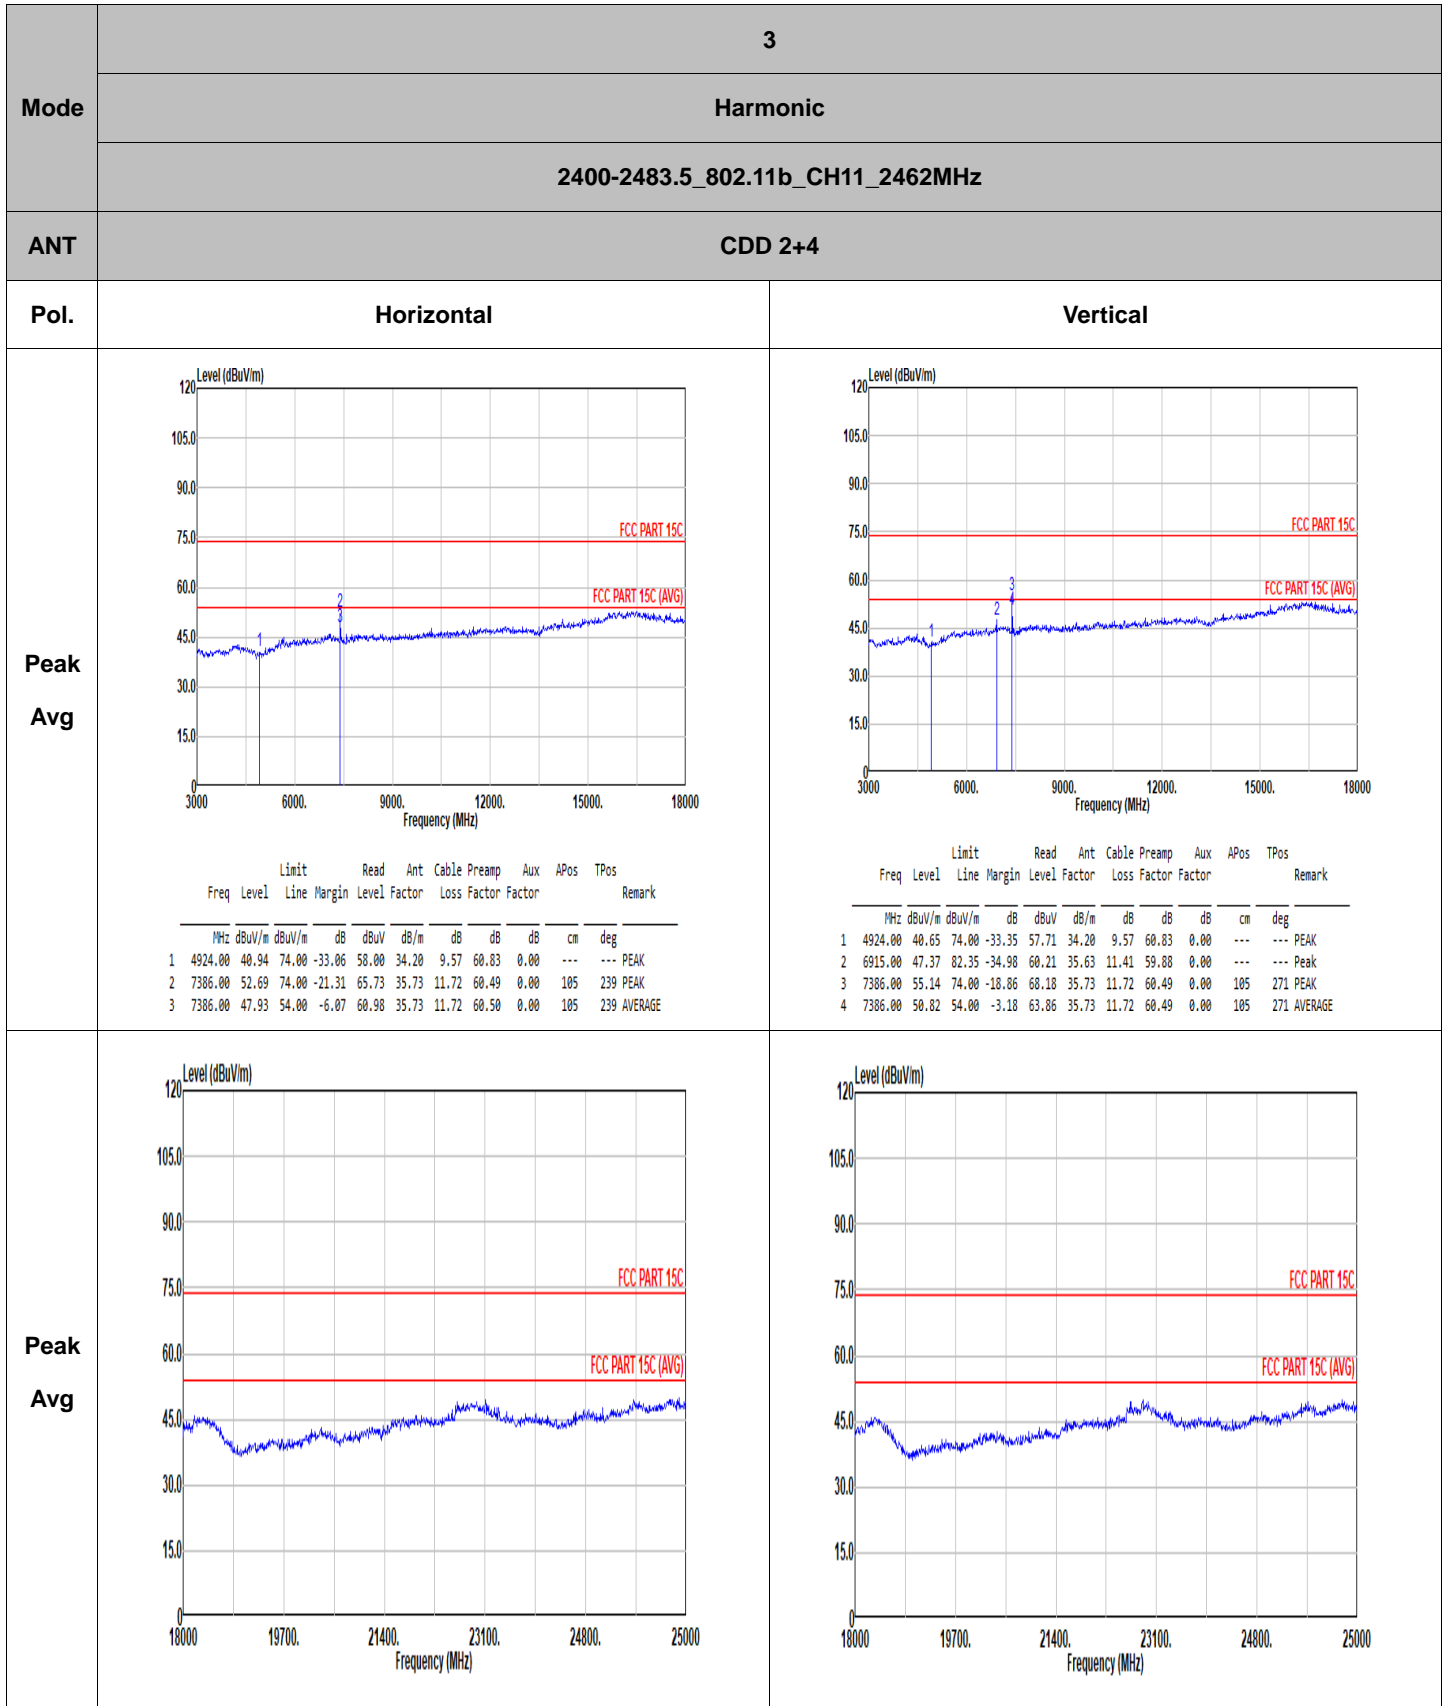 Mode
3
Harmonic
2400-2483.5_802.11b_CH11_2462MHz
ANT
CDD 2+4
Pol.
Horizontal
Vertical
Peak
Avg
Level (dBuV/m)
120
105.0
90.0
75.0
60.0
45.0
30.0
15.0
0
FCC PART 15C
FCC PART 15C (AVG)
1
2
3
3000 6000. 9000. 12000. 15000. 18000
Frequency (MHz)
Limit Read Ant Cable Preamp Aux APos TPos
Freq Level Line Margin Level Factor Loss Factor Factor Remark
MHz dBuV/m dBuV/m dB dBuV dB/m dB dB dB cm deg
1 4924.00 40.94 74.00 -33.06 58.00 34.20 9.57 60.83 0.00 --- --- PEAK
2 7386.00 52.69 74.00 -21.31 65.73 35.73 11.72 60.49 0.00 105 239 PEAK
3 7386.00 47.93 54.00 -6.07 60.98 35.73 11.72 60.50 0.00 105 239 AVERAGE
Level (dBuV/m)
120
105.0
90.0
75.0
60.0
45.0
30.0
15.0
0
FCC PART 15C
FCC PART 15C (AVG)
1
2
3
4
3000 6000. 9000. 12000. 15000. 18000
Frequency (MHz)
Limit Read Ant Cable Preamp Aux APos TPos
Freq Level Line Margin Level Factor Loss Factor Factor Remark
MHz dBuV/m dBuV/m dB dBuV dB/m dB dB dB cm deg
1 4924.00 40.65 74.00 -33.35 57.71 34.20 9.57 60.83 0.00 --- --- PEAK
2 6915.00 47.37 82.35 -34.98 60.21 35.63 11.41 59.88 0.00 --- --- Peak
3 7386.00 55.14 74.00 -18.86 68.18 35.73 11.72 60.49 0.00 105 271 PEAK
4 7386.00 50.82 54.00 -3.18 63.86 35.73 11.72 60.49 0.00 105 271 AVERAGE
Peak
Avg
Level (dBuV/m)
120
105.0
90.0
75.0
60.0
45.0
30.0
15.0
0
FCC PART 15C
FCC PART 15C (AVG)
18000 19700. 21400. 23100. 24800. 25000
Frequency (MHz)
Level (dBuV/m)
120
105.0
90.0
75.0
60.0
45.0
30.0
15.0
0
FCC PART 15C
FCC PART 15C (AVG)
18000 19700. 21400. 23100. 24800. 25000
Frequency (MHz)